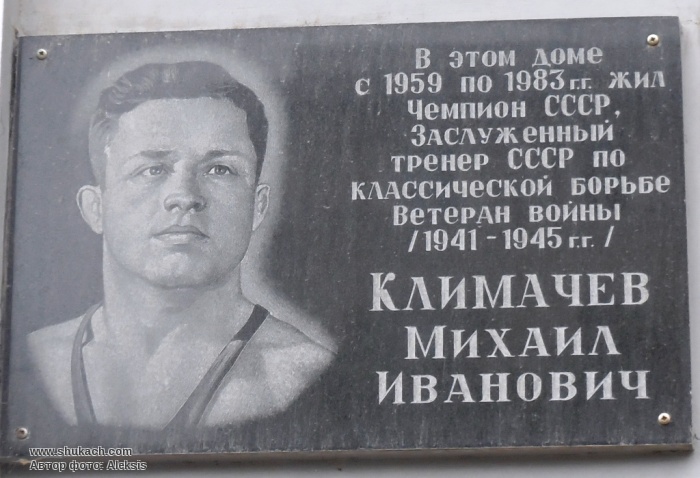 В этом доме
с 1959 по 1983 г.г. жил
Чемпион СССР,
Заслуженный
тренер СССР по
классической борьбе
Ветеран войны
/1941 - 1945 г.г. /
Климачев
Михаил
Иванович
www.shukach.com
Автор фото: Aleksis